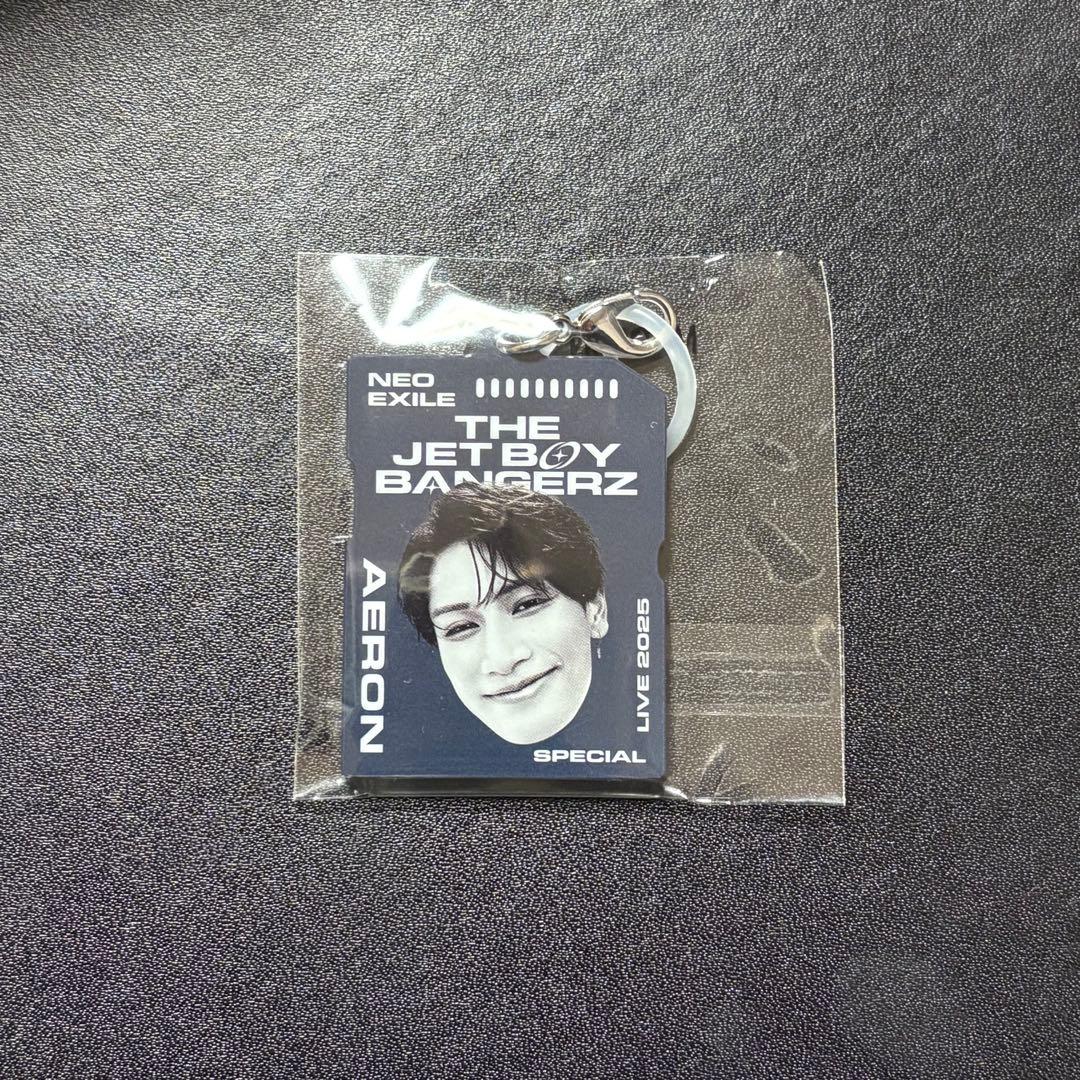 NEO
EXILE
THE
JET BOY
BANGERZ
AERON
LIVE 2025
SPECIAL